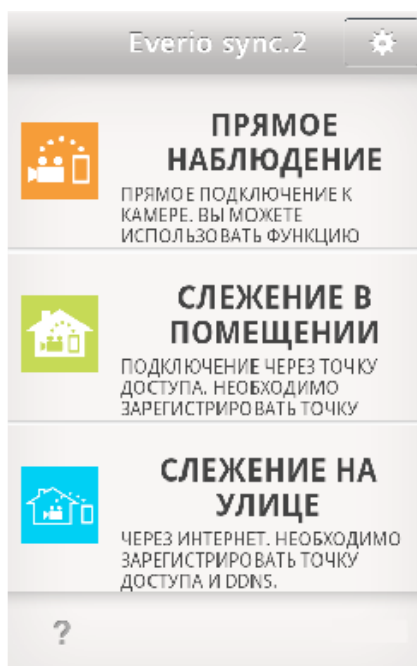 Everio sync.2
ПРЯМОЕ
НАБЛЮДЕНИЕ
ПРЯМОЕ ПОДКЛЮЧЕНИЕ К
КАМЕРЕ. ВЫ МОЖЕТЕ
ИСПОЛЬЗОВАТЬ ФУНКЦИЮ
СЛЕЖЕНИЕ В
ПОМЕЩЕНИИ
ПОДКЛЮЧЕНИЕ ЧЕРЕЗ ТОЧКУ
ДОСТУПА. НЕОБХОДИМО
ЗАРЕГИСТРИРОВАТЬ ТОЧКУ
СЛЕЖЕНИЕ НА
УЛИЦЕ
ЧЕРЕЗ ИНТЕРНЕТ. НЕОБХОДИМО
ЗАРЕГИСТРИРОВАТЬ ТОЧКУ
ДОСТУПА И DDNS.
?